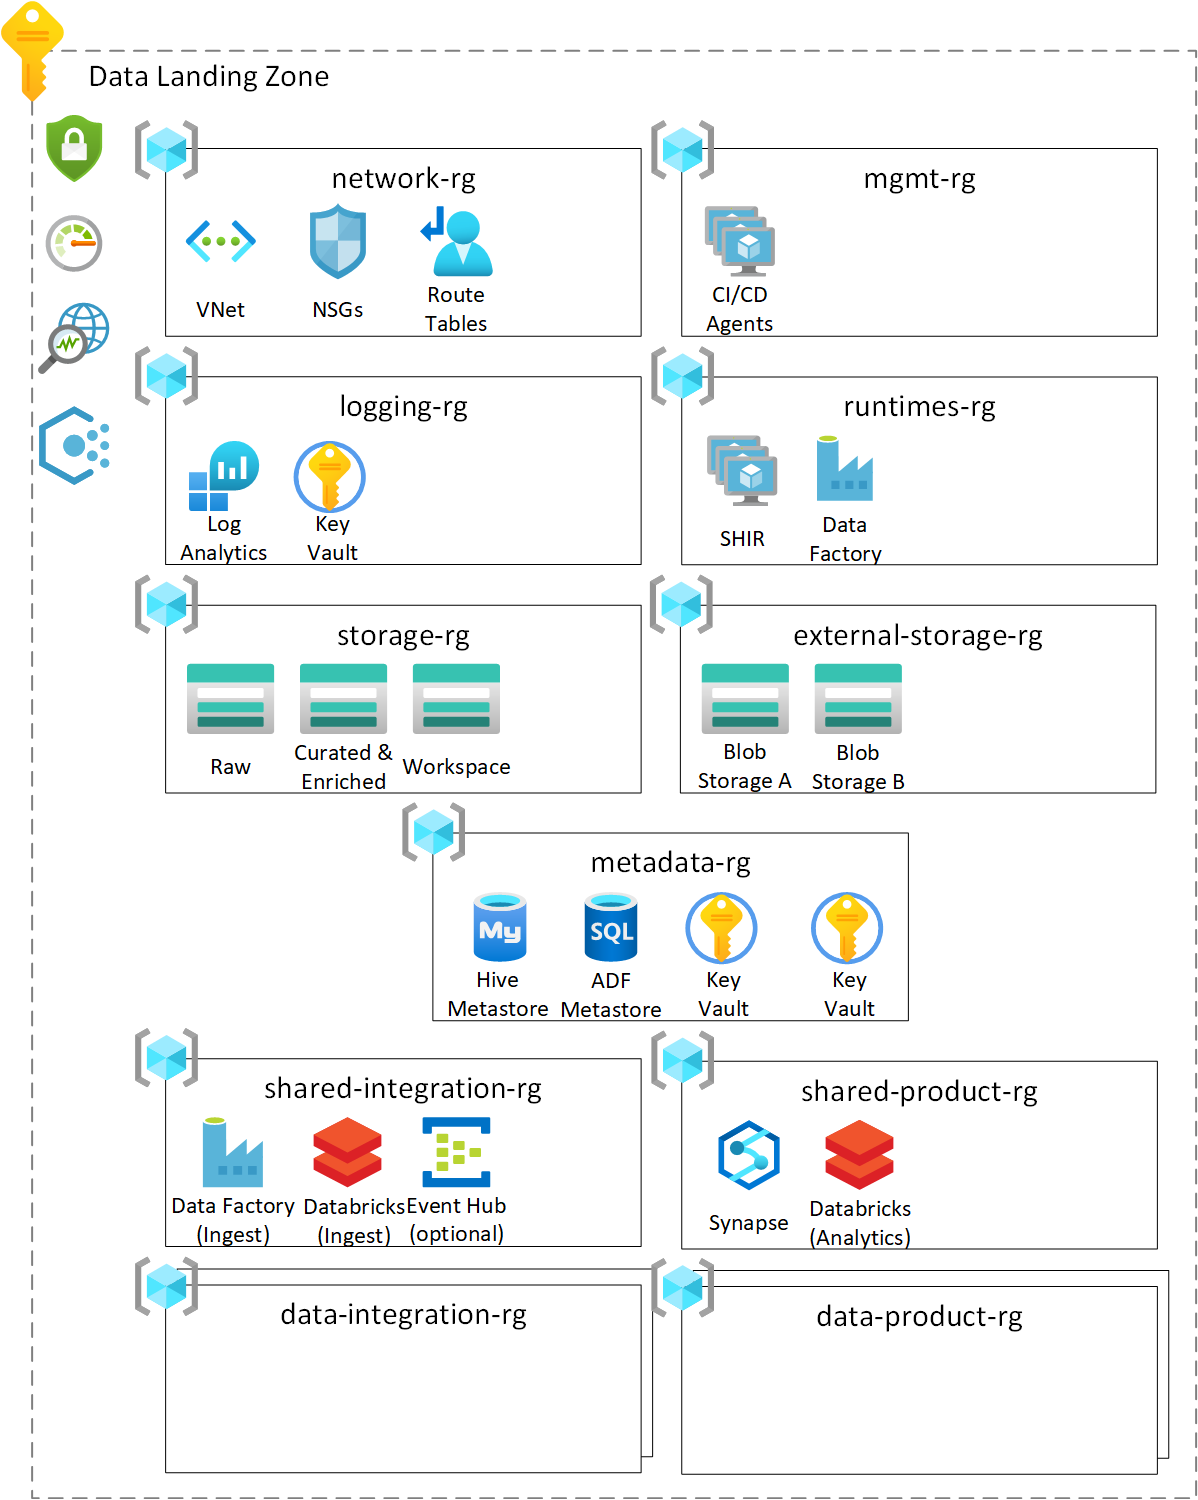 Data Landing Zone
network-rg
VNet
NSGs
Route
Tables
mgmt-rg
CI/CD
Agents
logging-rg
Log
Analytics
Key
Vault
runtimes-rg
SHIR
Data
Factory
storage-rg
Raw
Curated &
Enriched
Workspace
external-storage-rg
Blob
Storage A
Blob
Storage B
metadata-rg
My
Hive
Metastore
SQL
ADF
Metastore
Key
Vault
Key
Vault
shared-integration-rg
Data Factory
(Ingest)
Databricks
(Ingest)
Event Hub
(optional)
shared-product-rg
Synapse
Databricks
(Analytics)
data-integration-rg
data-product-rg